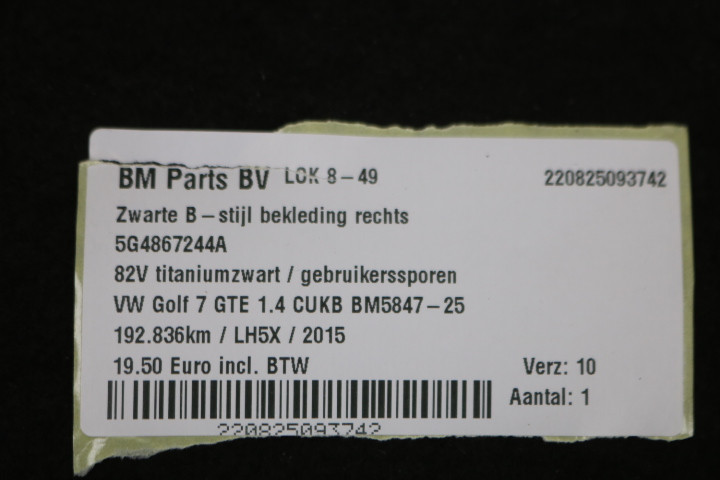 BM Parts BV LOK 8-49 220825093742
Zwarte B-stijl bekleding rechts
5G4867244A
82V titaniumzwart / gebruikerssporen
VW Golf 7 GTE 1.4 CUKB BM5847-25
192.836km / LH5X / 2015
19.50 Euro incl. BTW Verz: 10
Aantal: 1
220825093742